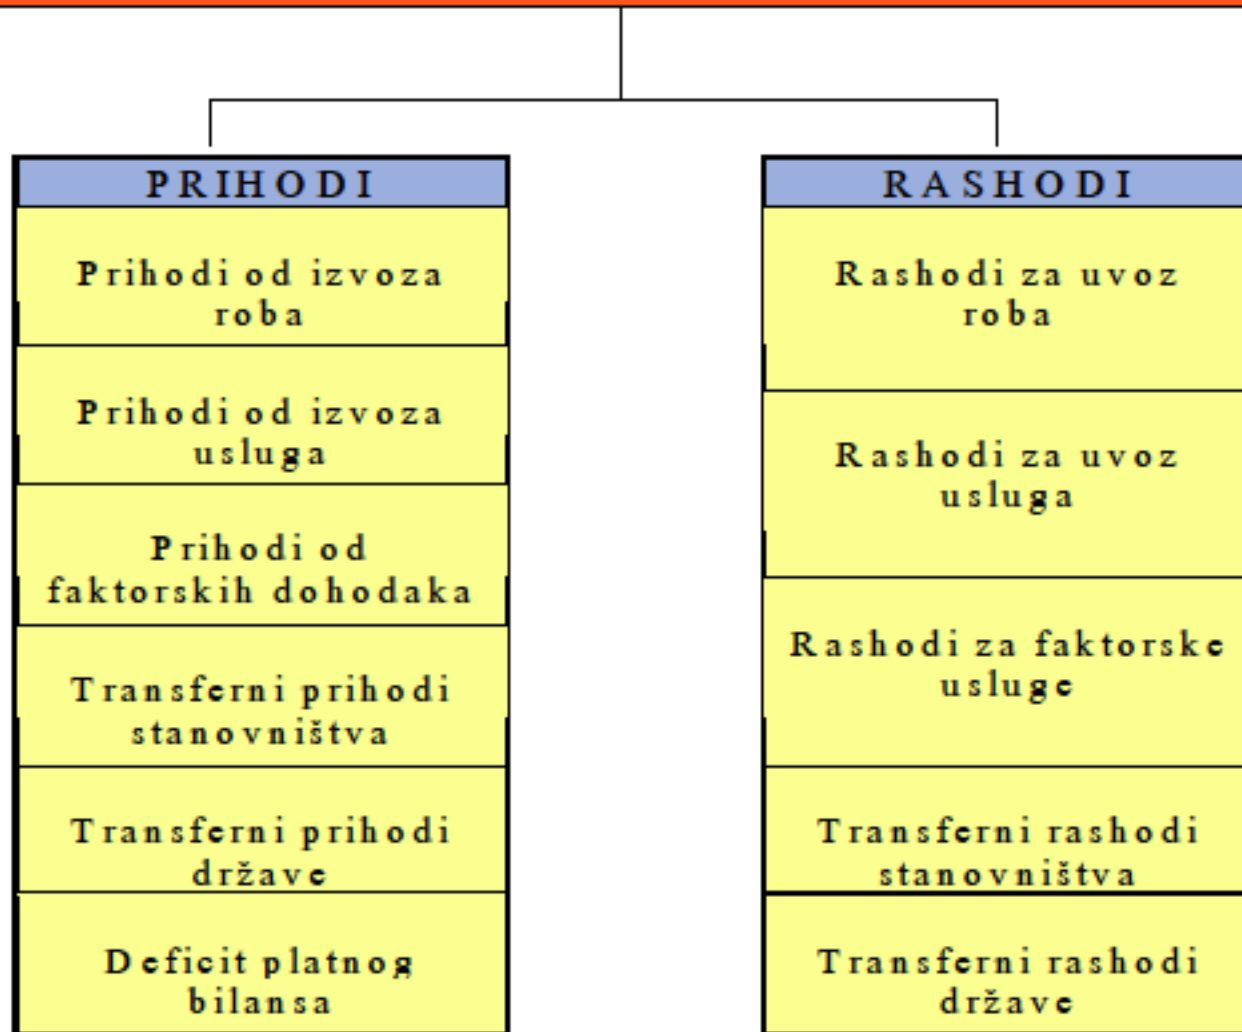 PRIHODI
Prihodi od izvoza
roba
Prihodi od izvoza
usluga
Prihodi od
faktorskih dohodaka
Transferni prihodi
stanovništva
Transferni prihodi
države
Deficit platnog
bilansa
RASHODI
Rashodi za uvoz
roba
Rashodi za uvoz
usluga
Rashodi za faktorske
usluge
Transferni rashodi
stanovništva
Transferni rashodi
države